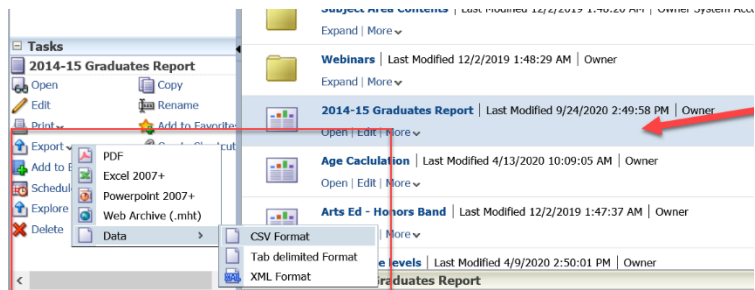 Tasks
2014-15 Graduates Report
Open
Copy
Edit
Rename
Print
Add to Favorites
Export
Add to B
Schedul
Explore
Delete
PDF
Excel 2007+
Powerpoint 2007+
Web Archive (.mht)
Data
CSV Format
Tab delimited Format
XML Format
Subject Area Contents | Last Modified 12/2/2019 1:48:20 AM | Owner System Acco
Expand | More
Webinars | Last Modified 12/2/2019 1:48:29 AM | Owner
Expand | More
2014-15 Graduates Report | Last Modified 9/24/2020 2:49:58 PM | Owner
Open | Edit | More
Age Caclulation | Last Modified 4/13/2020 10:09:05 AM | Owner
Open | Edit | More
Arts Ed - Honors Band | Last Modified 12/2/2019 1:47:37 AM | Owner
More
e levels | Last Modified 4/9/2020 2:50:01 PM | Owner
raduates Report